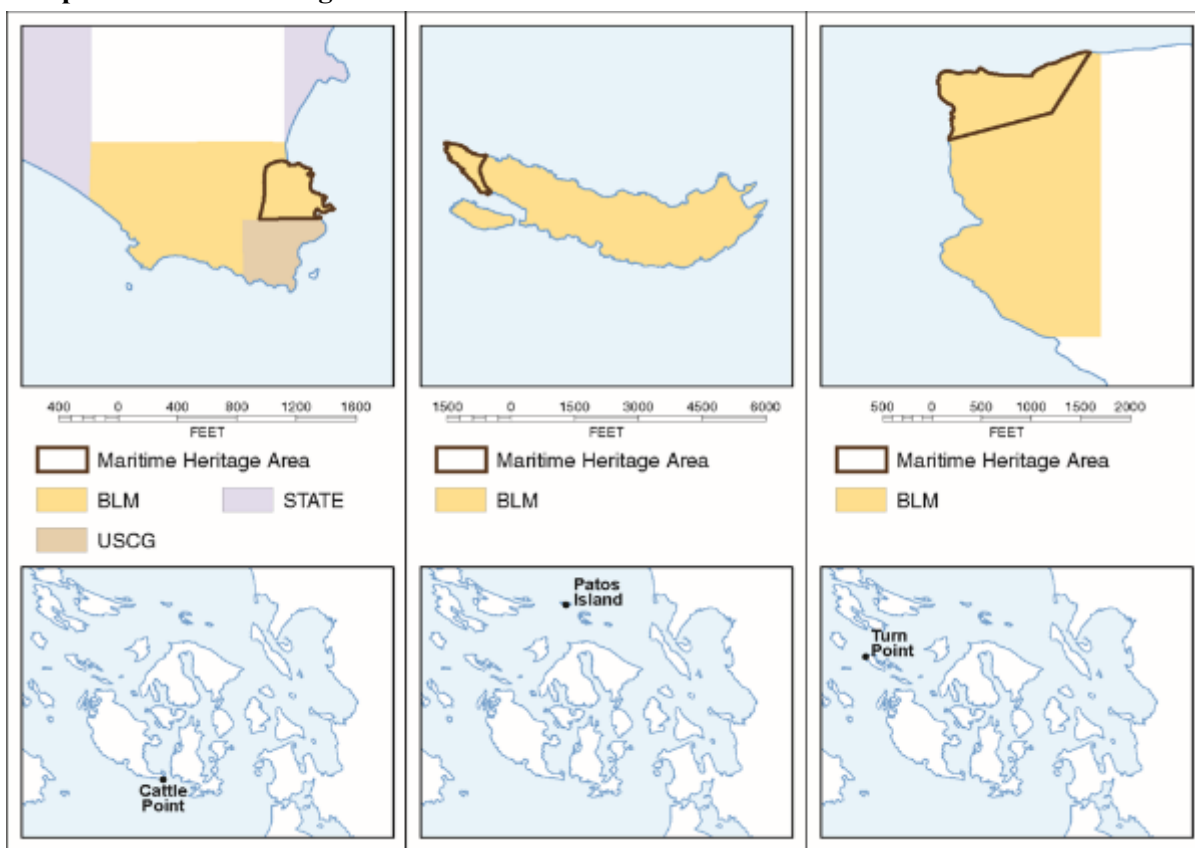 400 0 400 800 1200 1600
FEET
Maritime Heritage Area
BLM STATE
USCG
Cattle
Point
1500 0 1500 3000 4500 6000
FEET
Maritime Heritage Area
BLM
Patos
Island
500 0 500 1000 1500 2000
FEET
Maritime Heritage Area
BLM
Turn
Point